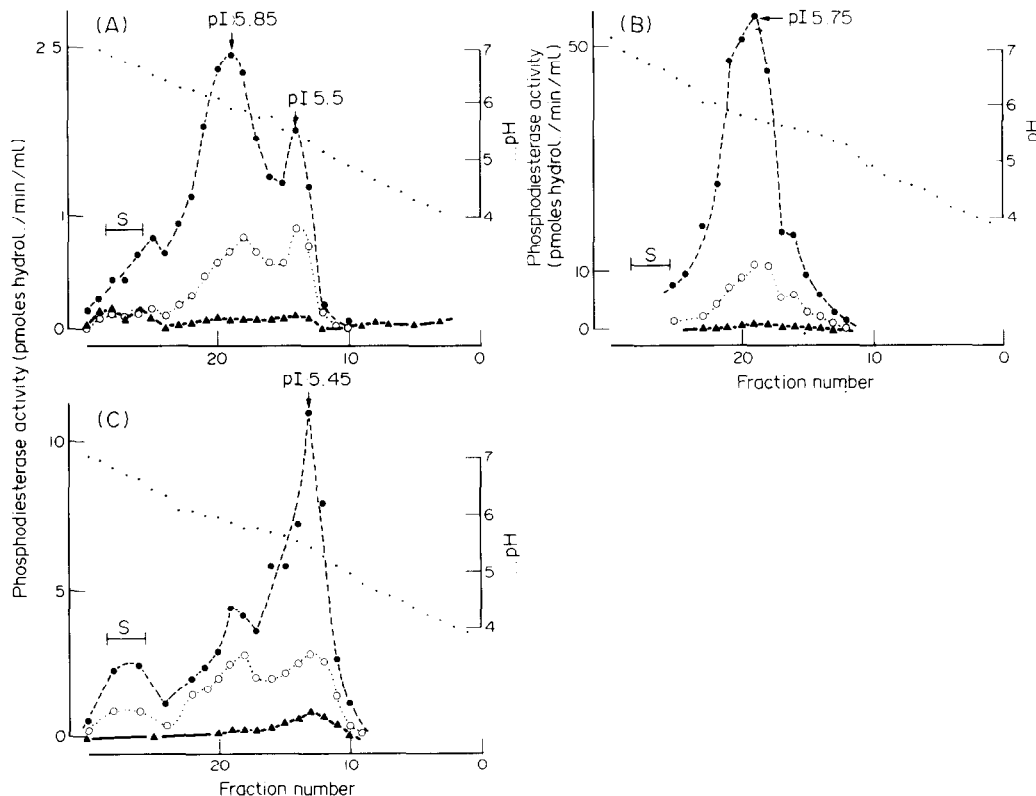 (A)
pI 5.85
pI 5.5
2.5
1
0
S
7
6
5
4
...pH
20
10
0
(B)
pI 5.75
Phosphodiesterase activity
(pmoles hydrol./min/ml)
50
10
0
S
7
6
5
4
...pH
20
10
0
Fraction number
Phosphodiesterase activity (pmoles hydrol./min/ml)
(C)
pI 5.45
10
5
0
S
7
6
5
4
...pH
20
10
0
Fraction number